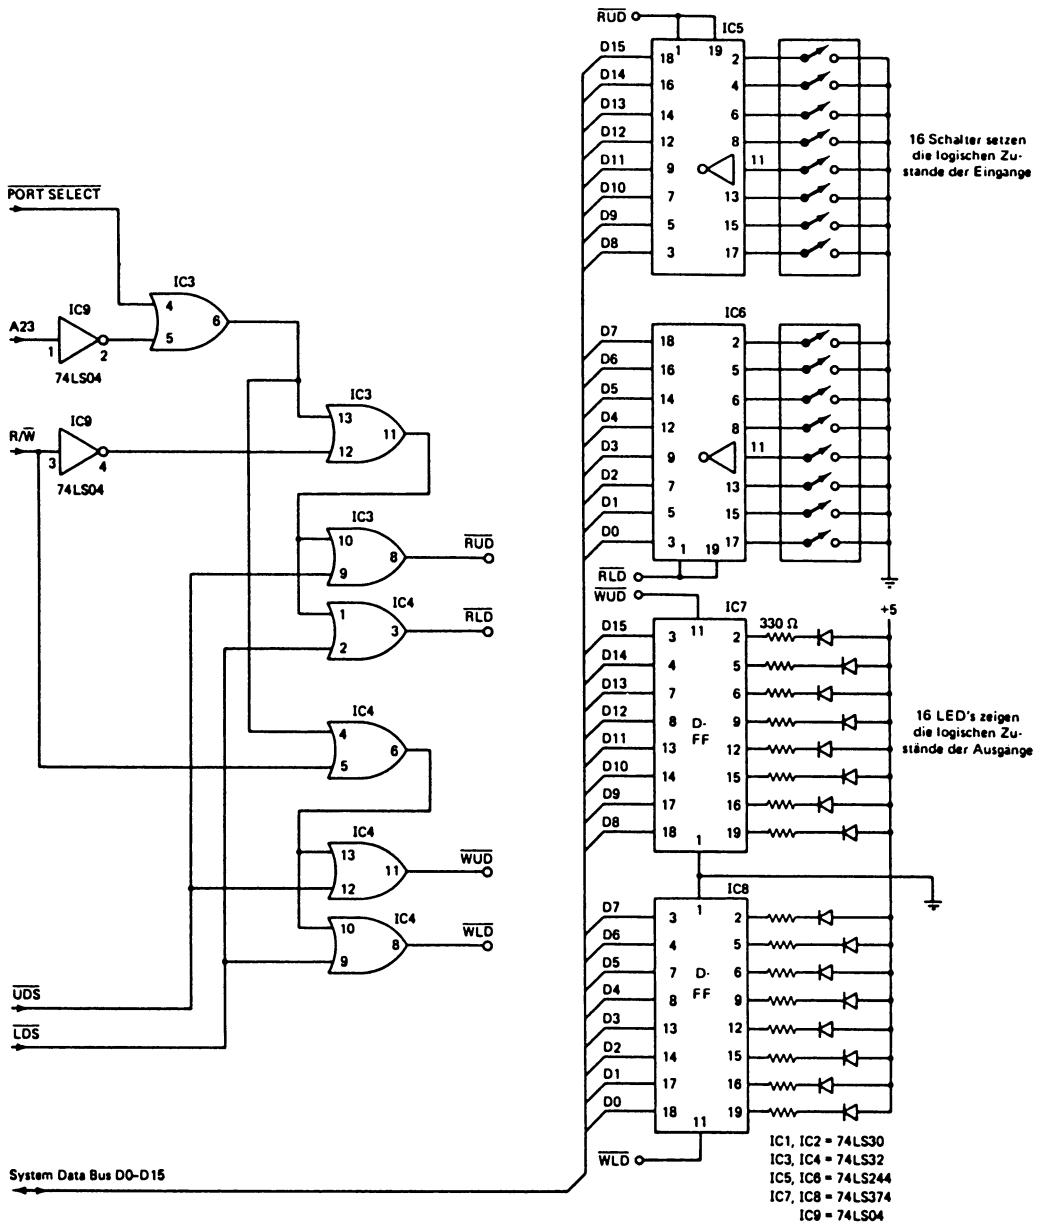 PORT SELECT
IC3
4
5
6
IC9
A23
1
2
74LS04
IC9
R/W̅
3
4
74LS04
IC3
13
12
11
IC3
10
9
8
RUD
IC4
1
2
3
RLD
IC4
4
5
6
IC4
13
12
11
WUD
IC4
10
9
8
WLD
UDS
LDS
System Data Bus D0-D15
RUD
IC5
1
19
D15
18
2
D14
16
4
D13
14
6
D12
12
8
D11
9
11
D10
7
13
D9
5
15
D8
3
17
16 Schalter setzen
die logischen Zu-
stande der Eingange
IC6
D7
18
2
D6
16
5
D5
14
6
D4
12
8
D3
9
11
D2
7
13
D1
5
15
D0
3
17
1
19
RLD
WUD
IC7
11
+5
330 Ω
D15
3
2
D14
4
5
D13
7
6
D12
8
9
D-
FF
D11
13
12
D10
14
15
D9
17
16
D8
18
19
1
16 LED's zeigen
die logischen Zu-
stände der Ausgänge
IC8
1
D7
3
2
D6
4
5
D5
7
6
D-
FF
D4
8
9
D3
13
12
D2
14
15
D1
17
16
D0
18
19
11
WLD
IC1, IC2 = 74LS30
IC3, IC4 = 74LS32
IC5, IC6 = 74LS244
IC7, IC8 = 74LS374
IC9 = 74LS04